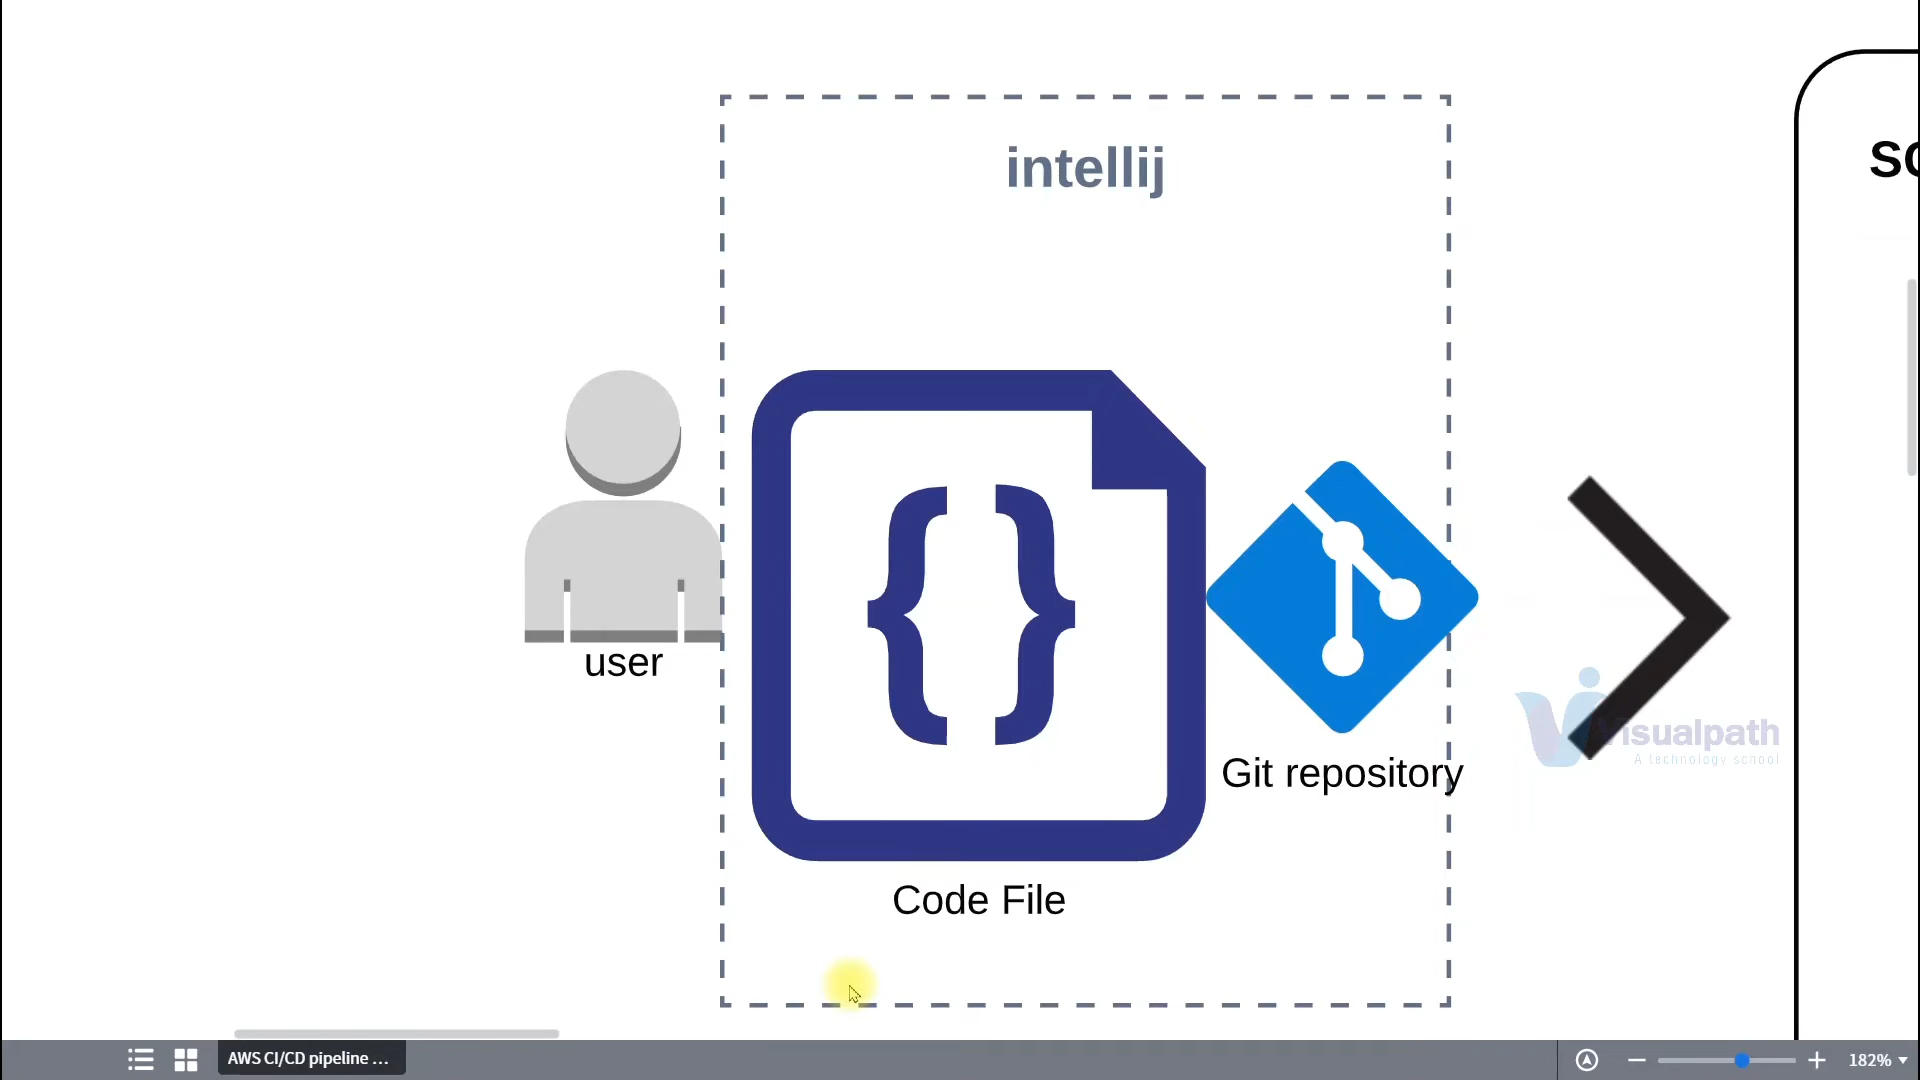 intellij
user
Git repository
Visualpath
A technology school
Code File
AWS CI/CD pipeline ...
182%